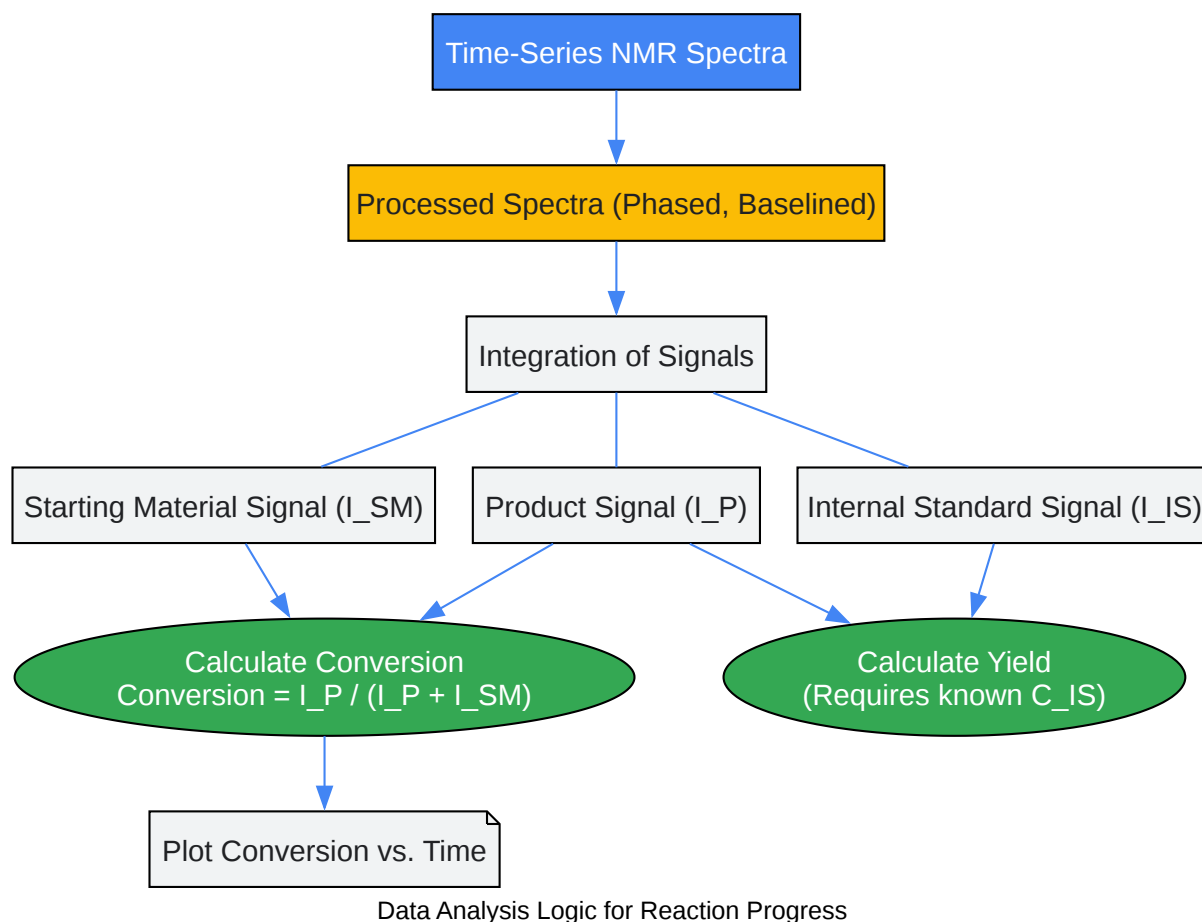 Time-Series NMR Spectra
Processed Spectra (Phased, Baselined)
Integration of Signals
Starting Material Signal (I_SM)
Product Signal (I_P)
Internal Standard Signal (I_IS)
Calculate Conversion
Conversion = I_P / (I_P + I_SM)
Calculate Yield
(Requires known C_IS)
Plot Conversion vs. Time
Data Analysis Logic for Reaction Progress